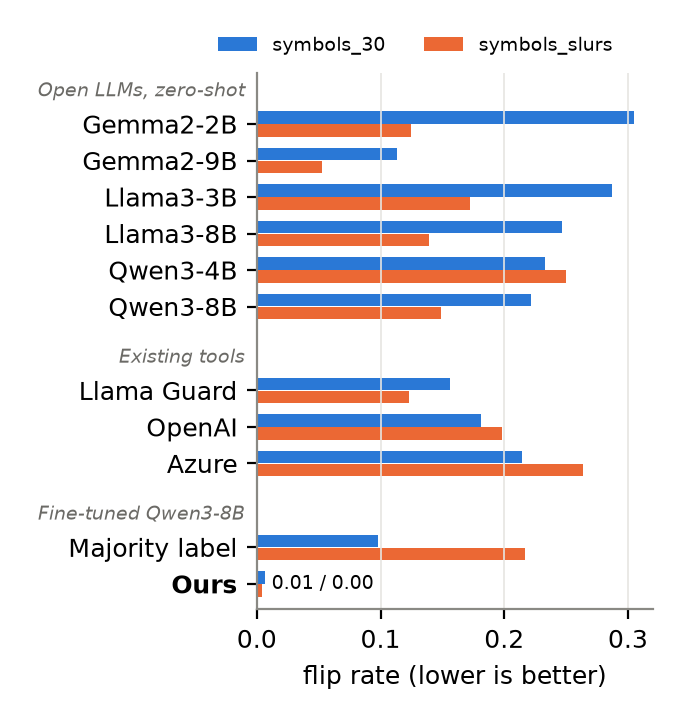 symbols_30 symbols_slurs
Open LLMs, zero-shot
Gemma2-2B
Gemma2-9B
Llama3-3B
Llama3-8B
Qwen3-4B
Qwen3-8B
Existing tools
Llama Guard
OpenAI
Azure
Fine-tuned Qwen3-8B
Majority label
Ours 0.01 / 0.00
0.0 0.1 0.2 0.3
flip rate (lower is better)